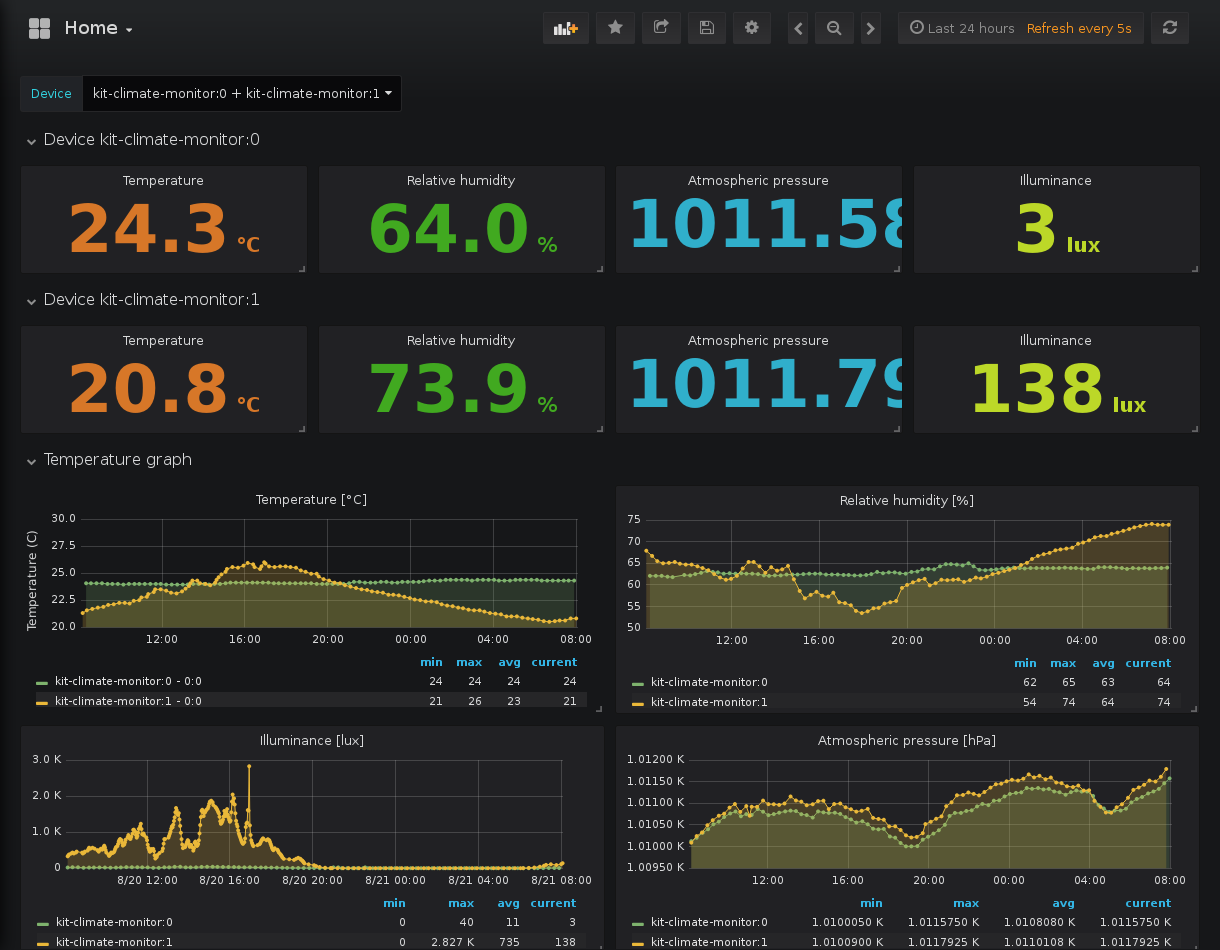 Home
Last 24 hours Refresh every 5s
Device kit-climate-monitor:0 + kit-climate-monitor:1
Device kit-climate-monitor:0
Temperature
24.3 °C
Relative humidity
64.0 %
Atmospheric pressure
1011.58
Illuminance
3 lux
Device kit-climate-monitor:1
Temperature
20.8 °C
Relative humidity
73.9 %
Atmospheric pressure
1011.79
Illuminance
138 lux
Temperature graph
Temperature [°C]
Temperature (C)
30.0
27.5
25.0
22.5
20.0
12:00 16:00 20:00 00:00 04:00 08:00
min max avg current
kit-climate-monitor:0 - 0:0 24 24 24 24
kit-climate-monitor:1 - 0:0 21 26 23 21
Relative humidity [%]
75
70
65
60
55
50
12:00 16:00 20:00 00:00 04:00 08:00
min max avg current
kit-climate-monitor:0 62 65 63 64
kit-climate-monitor:1 54 74 64 74
Illuminance [lux]
3.0 K
2.0 K
1.0 K
0
8/20 12:00 8/20 16:00 8/20 20:00 8/21 00:00 8/21 04:00 8/21 08:00
min max avg current
kit-climate-monitor:0 0 40 11 3
kit-climate-monitor:1 0 2.827 K 735 138
Atmospheric pressure [hPa]
1.01200 K
1.01150 K
1.01100 K
1.01050 K
1.01000 K
1.00950 K
12:00 16:00 20:00 00:00 04:00 08:00
min max avg current
kit-climate-monitor:0 1.0100050 K 1.0115750 K 1.0108080 K 1.0115750 K
kit-climate-monitor:1 1.0100900 K 1.0117925 K 1.0110108 K 1.0117925 K